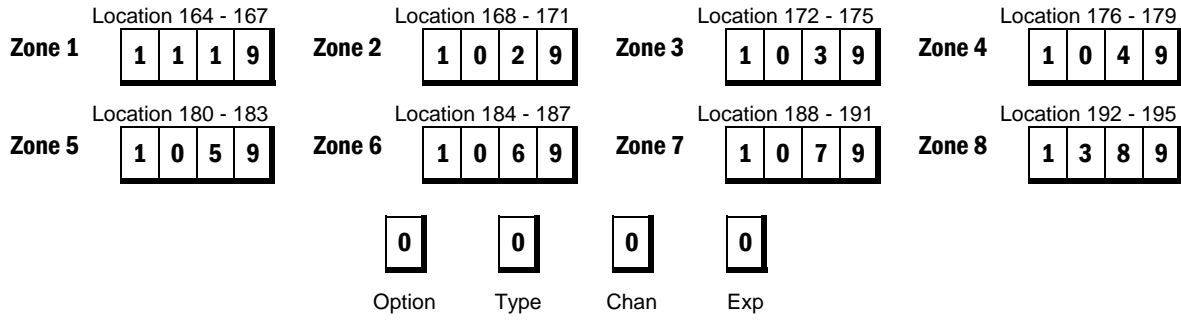 Location 164 - 167 Location 168 - 171 Location 172 - 175 Location 176 - 179
Zone 1 1 1 1 9 Zone 2 1 0 2 9 Zone 3 1 0 3 9 Zone 4 1 0 4 9
Location 180 - 183 Location 184 - 187 Location 188 - 191 Location 192 - 195
Zone 5 1 0 5 9 Zone 6 1 0 6 9 Zone 7 1 0 7 9 Zone 8 1 3 8 9
0 0 0 0
Option Type Chan Exp